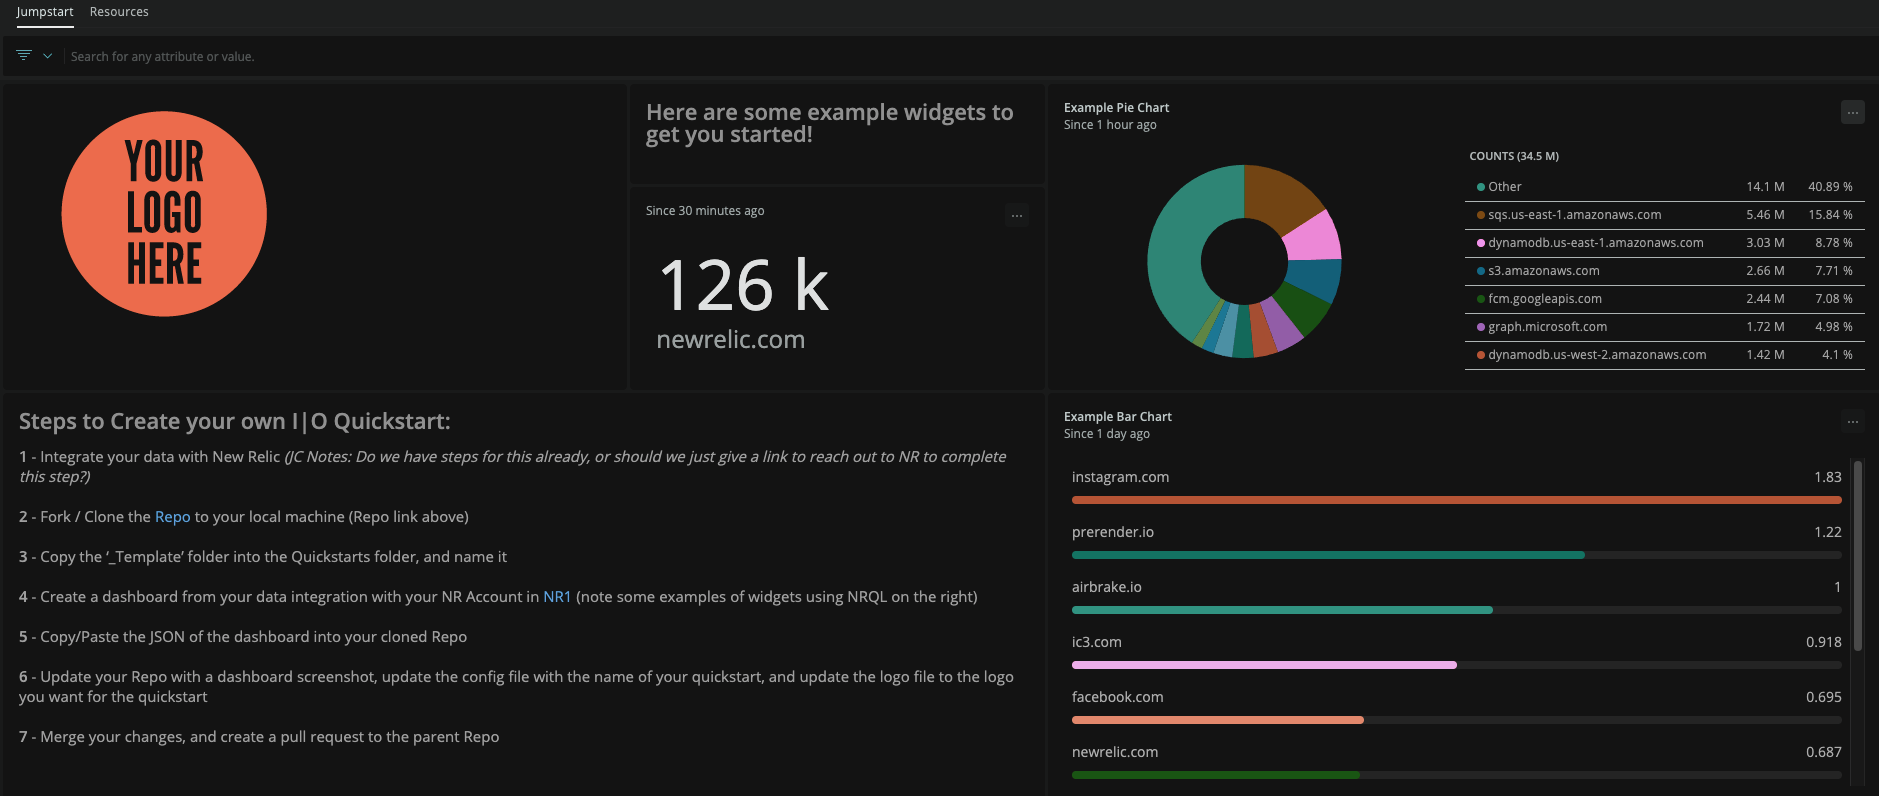 Jumpstart Resources
Search for any attribute or value.
YOUR
LOGO
HERE
Here are some example widgets to
get you started!
Since 30 minutes ago
...
126 k
newrelic.com
Example Pie Chart
Since 1 hour ago
...
COUNTS (34.5 M)
Other 14.1 M 40.89 %
sqs.us-east-1.amazonaws.com 5.46 M 15.84 %
dynamodb.us-east-1.amazonaws.com 3.03 M 8.78 %
s3.amazonaws.com 2.66 M 7.71 %
fcm.googleapis.com 2.44 M 7.08 %
graph.microsoft.com 1.72 M 4.98 %
dynamodb.us-west-2.amazonaws.com 1.42 M 4.1 %
Steps to Create your own I|O Quickstart:
1 - Integrate your data with New Relic (JC Notes: Do we have steps for this already, or should we just give a link to reach out to NR to complete
this step?)
2 - Fork / Clone the Repo to your local machine (Repo link above)
3 - Copy the ‘_Template’ folder into the Quickstarts folder, and name it
4 - Create a dashboard from your data integration with your NR Account in NR1 (note some examples of widgets using NRQL on the right)
5 - Copy/Paste the JSON of the dashboard into your cloned Repo
6 - Update your Repo with a dashboard screenshot, update the config file with the name of your quickstart, and update the logo file to the logo
you want for the quickstart
7 - Merge your changes, and create a pull request to the parent Repo
Example Bar Chart
Since 1 day ago
...
instagram.com 1.83
prerender.io 1.22
airbrake.io 1
ic3.com 0.918
facebook.com 0.695
newrelic.com 0.687